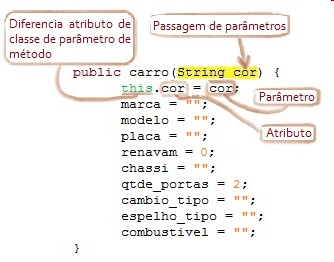 Diferencia atributo de
classe de parâmetro de
método
Passagem de parâmetros
public carro(String cor) {
this.cor = cor;
Parâmetro
marca = "";
Atributo
modelo = "";
placa = "";
renavam = 0;
chassi = "";
qtde_portas = 2;
cambio_tipo = "";
espelho_tipo = "";
combustivel = "";
}